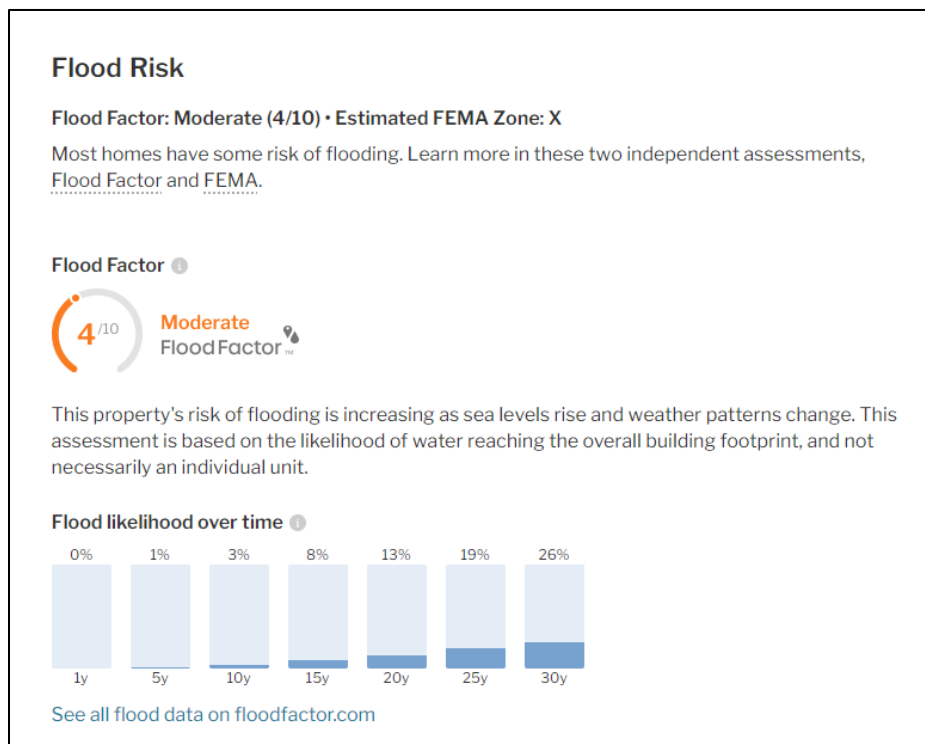 Flood Risk
Flood Factor: Moderate (4/10) • Estimated FEMA Zone: X
Most homes have some risk of flooding. Learn more in these two independent assessments,
Flood Factor and FEMA.
Flood Factor i
4/10
Moderate
Flood Factor ™
This property's risk of flooding is increasing as sea levels rise and weather patterns change. This
assessment is based on the likelihood of water reaching the overall building footprint, and not
necessarily an individual unit.
Flood likelihood over time i
0% 1% 3% 8% 13% 19% 26%
1y 5y 10y 15y 20y 25y 30y
See all flood data on floodfactor.com